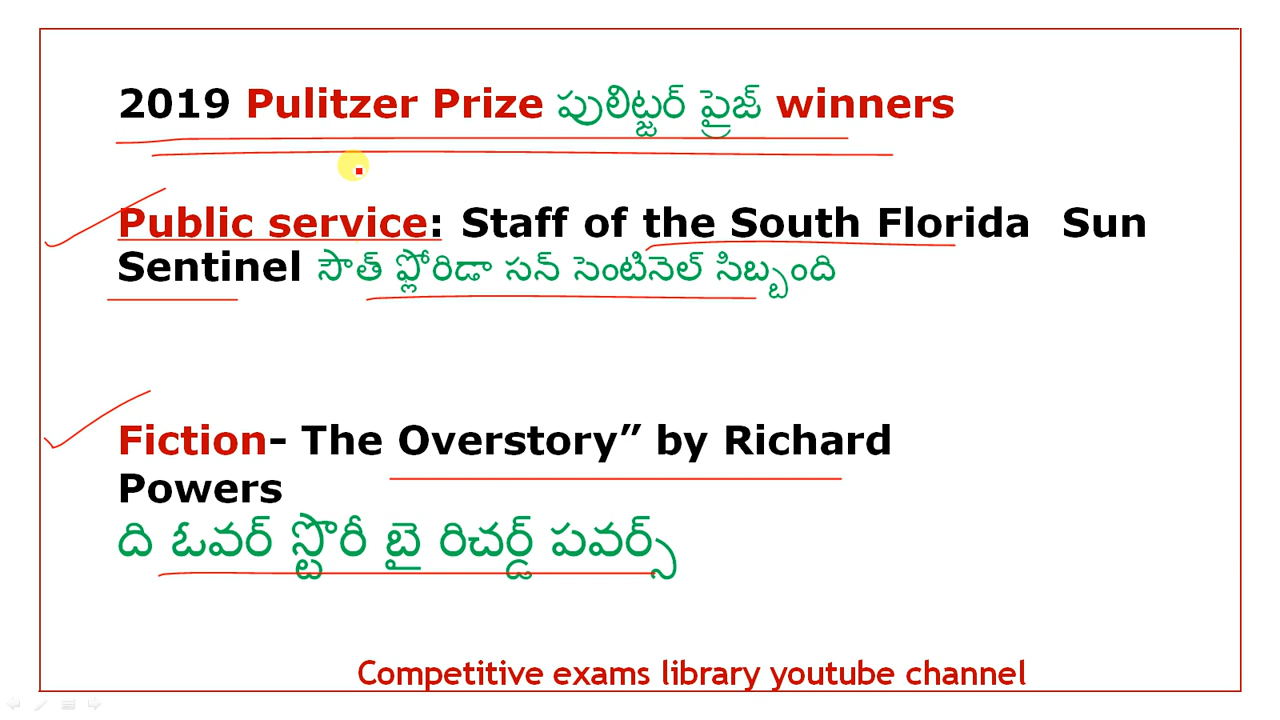 2019 Pulitzer Prize పులిట్జర్ ప్రైజ్ winners
Public service: Staff of the South Florida Sun
Sentinel సౌత్ ఫ్లోరిడా సన్ సెంటినెల్ సిబ్బంది
Fiction- The Overstory” by Richard
Powers
ది ఓవర్ స్టొరీ బై రిచర్డ్ పవర్స్
Competitive exams library youtube channel